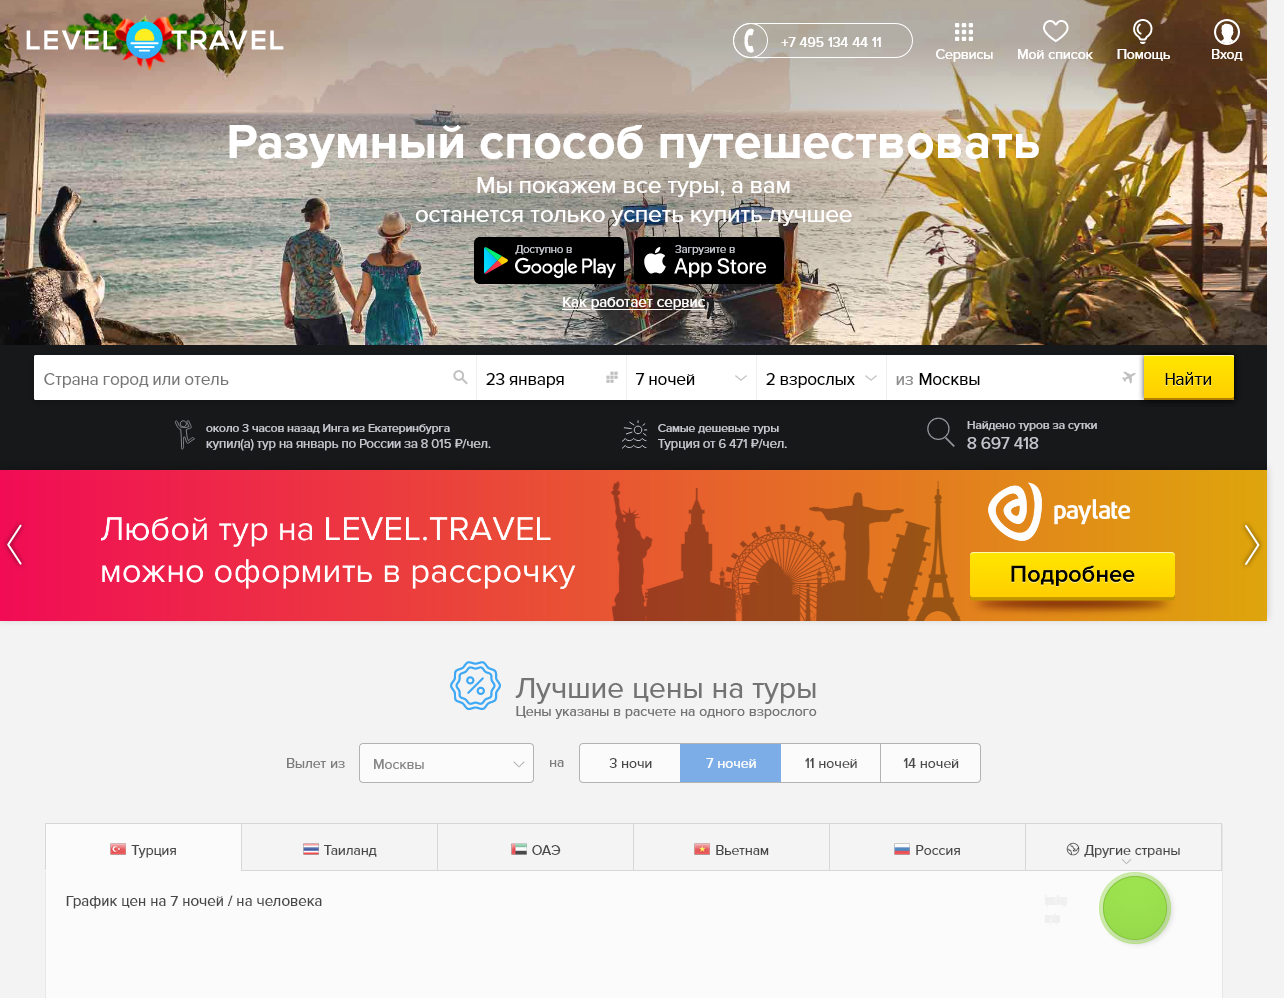 LEVEL TRAVEL
+7 495 134 44 11
Сервисы
Мой список
Помощь
Вход
Разумный способ путешествовать
Мы покажем все туры, а вам
останется только успеть купить лучшее
Доступно в
Google Play
Загрузите в
App Store
Как работает сервис
Страна город или отель
23 января
7 ночей
2 взрослых
из Москвы
Найти
около 3 часов назад Инга из Екатеринбурга
купил(а) тур на январь по России за 8 015 ₽/чел.
Самые дешевые туры
Турция от 6 471 ₽/чел.
Найдено туров за сутки
8 697 418
Любой тур на LEVEL.TRAVEL
можно оформить в рассрочку
paylate
Подробнее
Лучшие цены на туры
Цены указаны в расчете на одного взрослого
Вылет из
Москвы
на
3 ночи
7 ночей
11 ночей
14 ночей
Турция
Таиланд
ОАЭ
Вьетнам
Россия
Другие страны
График цен на 7 ночей / на человека